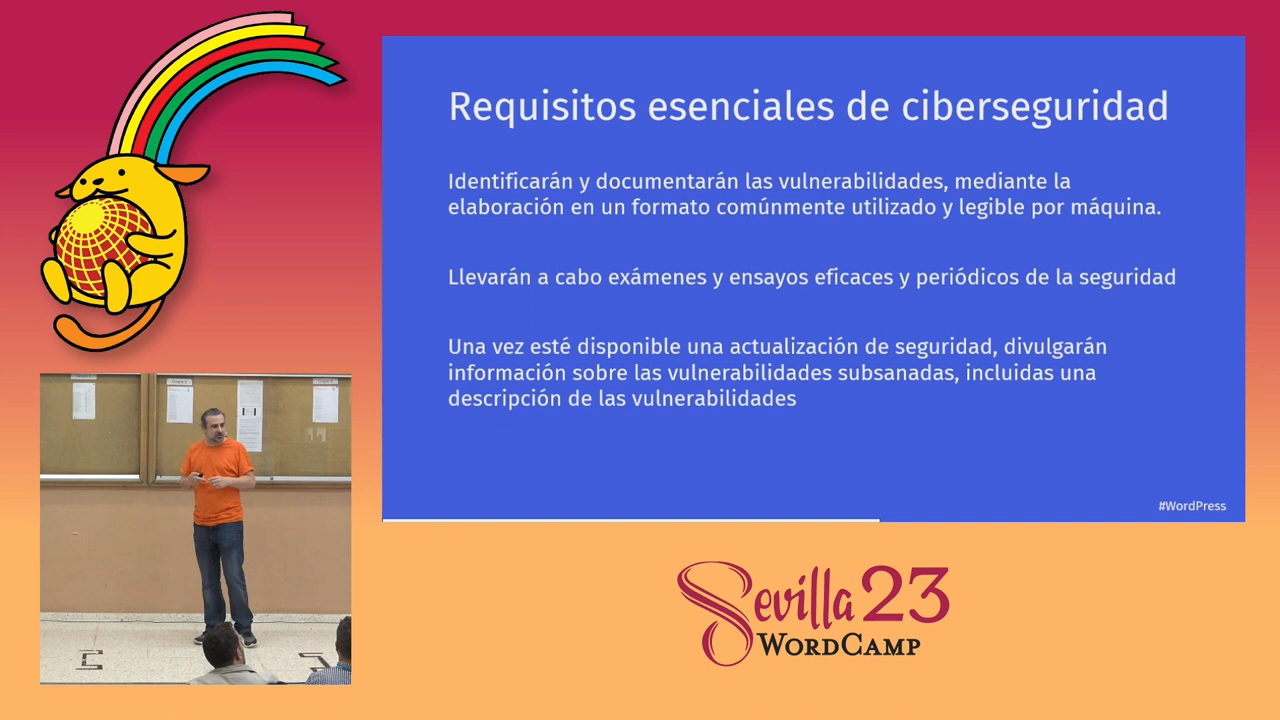 Requisitos esenciales de ciberseguridad
Identificarán y documentarán las vulnerabilidades, mediante la
elaboración en un formato comúnmente utilizado y legible por máquina.
Llevarán a cabo exámenes y ensayos eficaces y periódicos de la seguridad
Una vez esté disponible una actualización de seguridad, divulgarán
información sobre las vulnerabilidades subsanadas, incluidas una
descripción de las vulnerabilidades
#WordPress
Sevilla 23
WORDCAMP